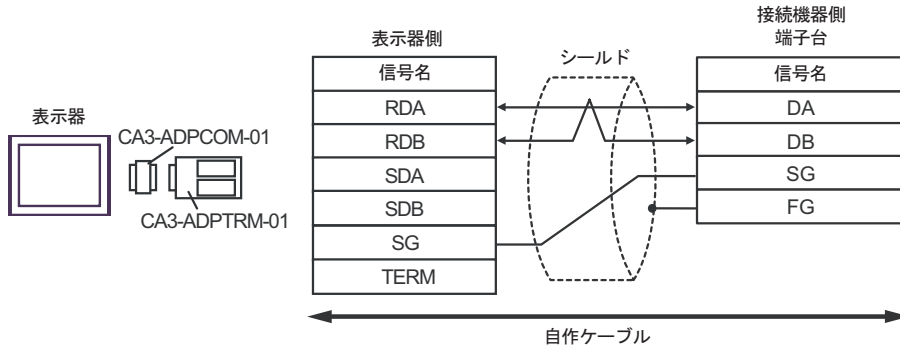 表示器
CA3-ADPCOM-01
CA3-ADPTRM-01
表示器側
信号名
RDA
RDB
SDA
SDB
SG
TERM
シールド
接続機器側
端子台
信号名
DA
DB
SG
FG
自作ケーブル